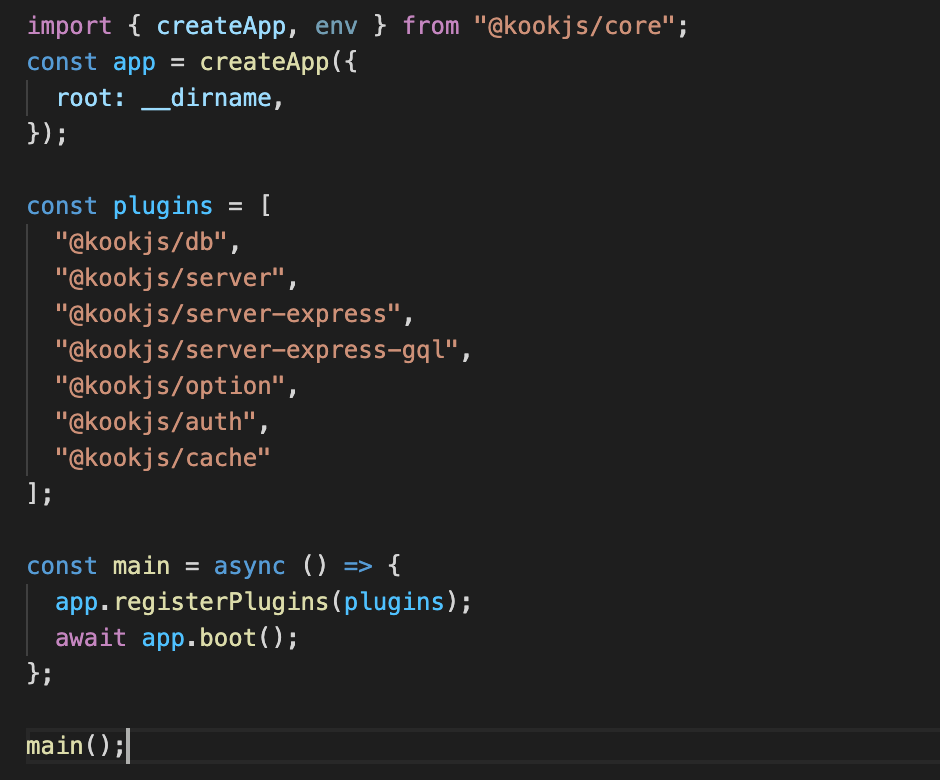 import { createApp, env } from "@kookjs/core";
const app = createApp({
  root: __dirname,
});

const plugins = [
  "@kookjs/db",
  "@kookjs/server",
  "@kookjs/server-express",
  "@kookjs/server-express-gql",
  "@kookjs/option",
  "@kookjs/auth",
  "@kookjs/cache"
];

const main = async () => {
  app.registerPlugins(plugins);
  await app.boot();
};

main();